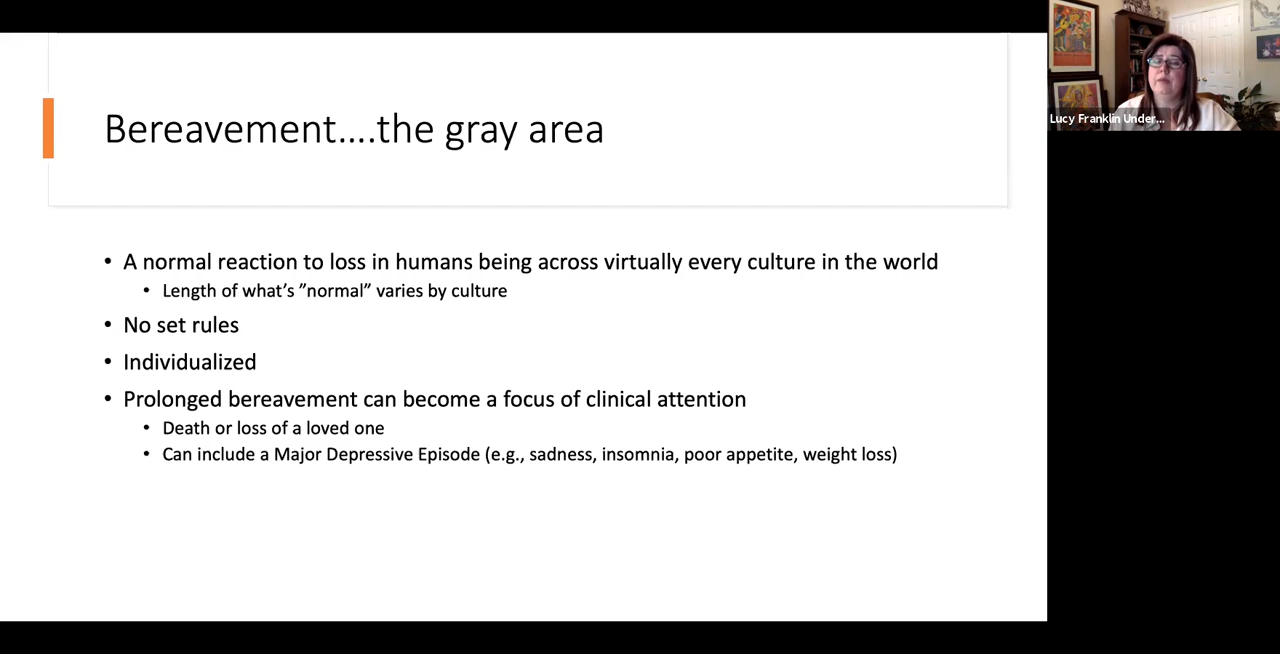 Bereavement....the gray area
• A normal reaction to loss in humans being across virtually every culture in the world
• Length of what’s ”normal” varies by culture
• No set rules
• Individualized
• Prolonged bereavement can become a focus of clinical attention
• Death or loss of a loved one
• Can include a Major Depressive Episode (e.g., sadness, insomnia, poor appetite, weight loss)
Lucy Franklin Under...